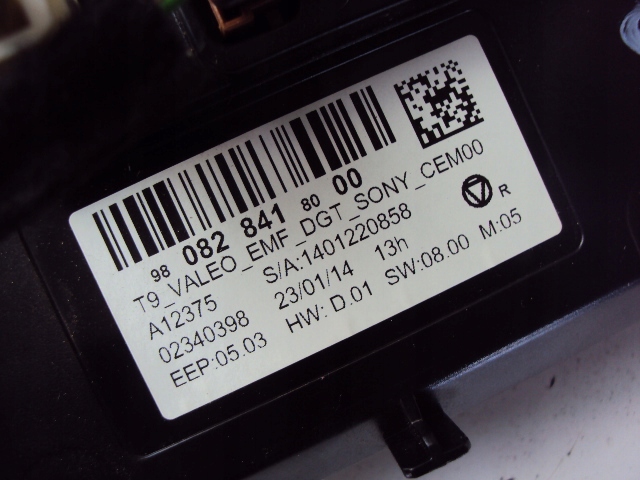 98 082 841 80 00
T9_VALEO_EMF_DGT_SONY_CEM00
A12375 S/A:1401220858
02340398 23/01/14 13h R
EEP:05.03 HW: D.01 SW:08.00 M:05